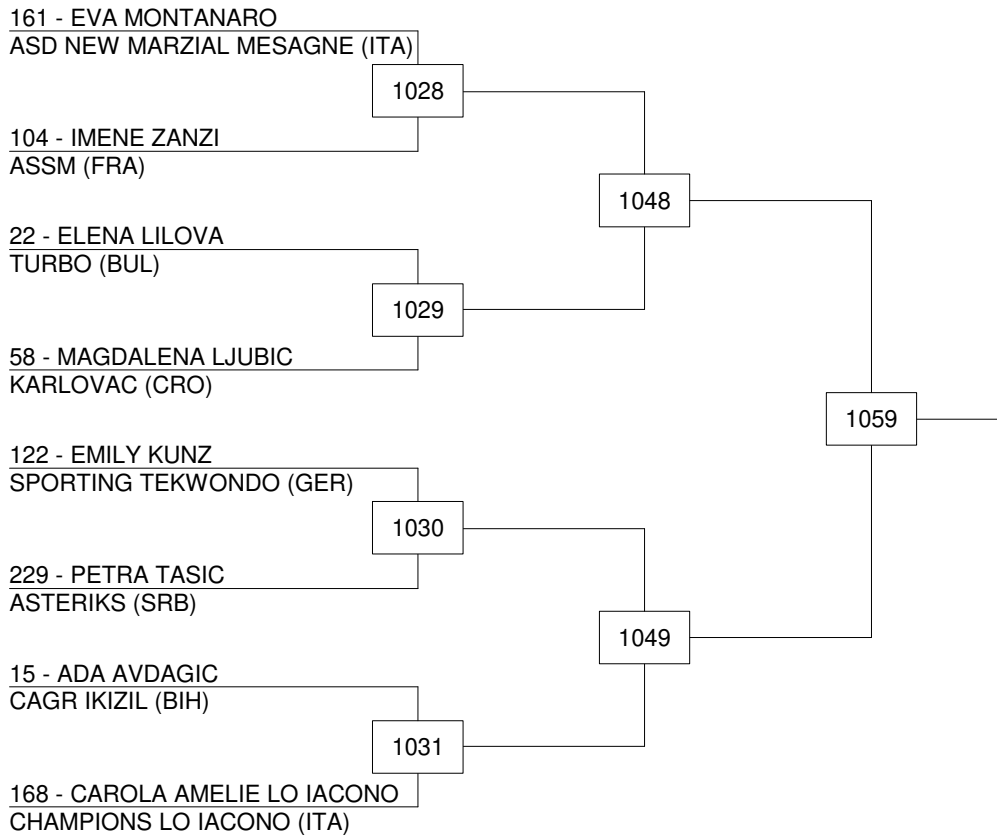 161 - EVA MONTANARO
ASD NEW MARZIAL MESAGNE (ITA)
1028
104 - IMENE ZANZI
ASSM (FRA)
1048
22 - ELENA LILOVA
TURBO (BUL)
1029
58 - MAGDALENA LJUBIC
KARLOVAC (CRO)
1059
122 - EMILY KUNZ
SPORTING TEKWONDO (GER)
1030
229 - PETRA TASIC
ASTERIKS (SRB)
1049
15 - ADA AVDAGIC
CAGR IKIZIL (BIH)
1031
168 - CAROLA AMELIE LO IACONO
CHAMPIONS LO IACONO (ITA)